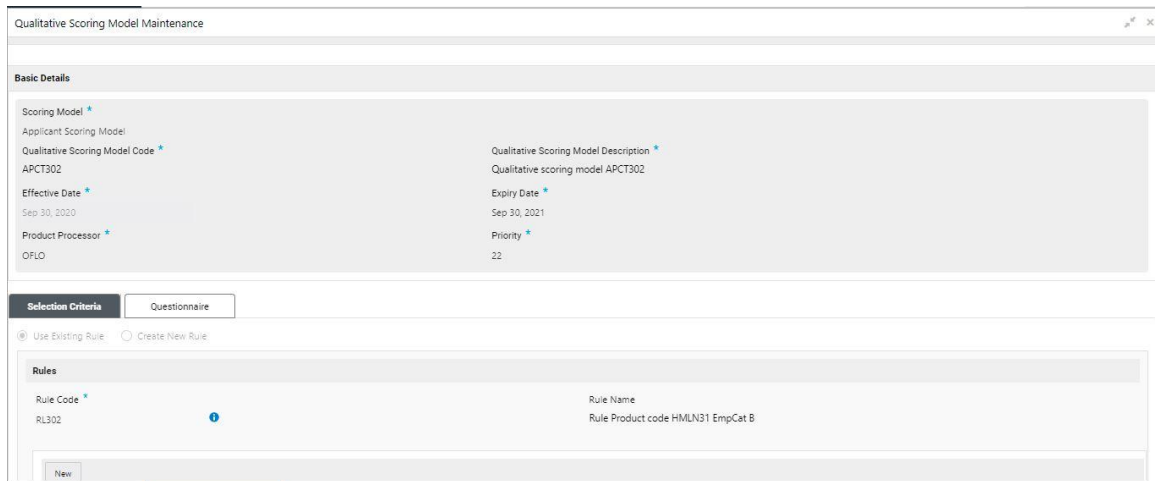 Qualitative Scoring Model Maintenance
Basic Details
Scoring Model *
Applicant Scoring Model
Qualitative Scoring Model Code * Qualitative Scoring Model Description *
APCT302 Qualitative scoring model APCT302
Effective Date * Expiry Date *
Sep 30, 2020 Sep 30, 2021
Product Processor * Priority *
OFLO 22
Selection Criteria Questionnaire
Use Existing Rule Create New Rule
Rules
Rule Code * Rule Name
RL302 Rule Product code HMLN31 EmpCat B
New